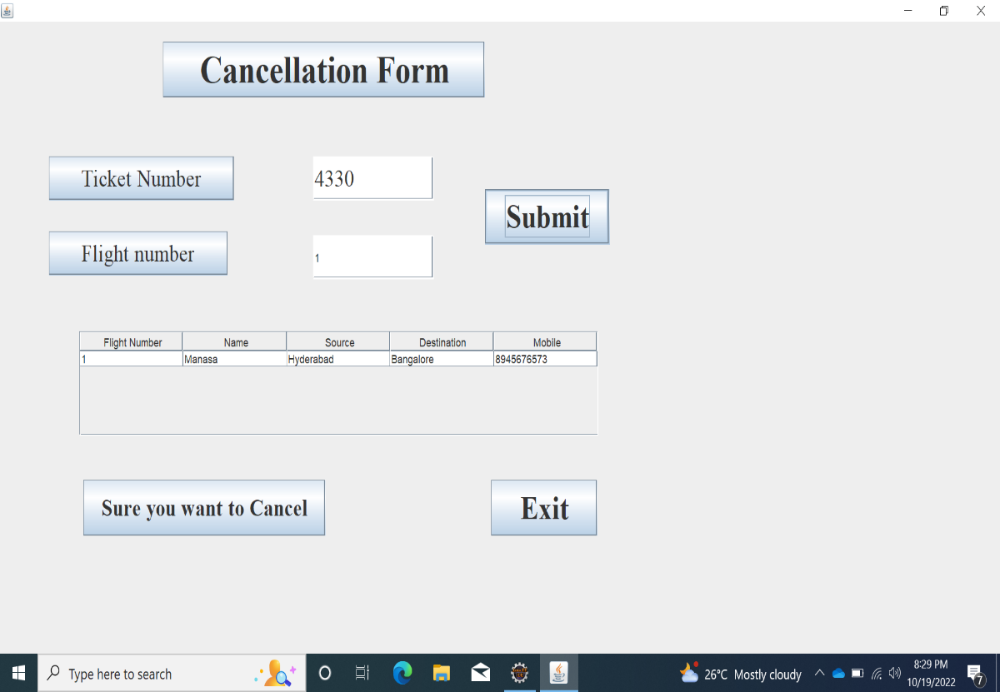 Cancellation Form
Ticket Number 4330
Submit
Flight number 1
Flight Number Name Source Destination Mobile
1 Manasa Hyderabad Bangalore 8945676573
Sure you want to Cancel Exit
Type here to search 26°C Mostly cloudy 8:29 PM
10/19/2022 7